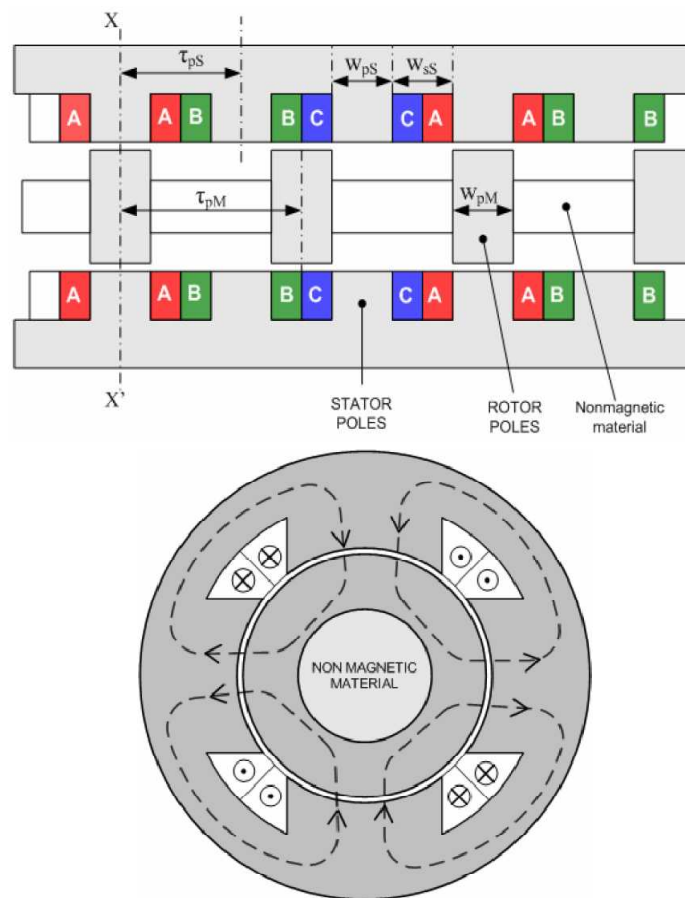 X
τpS
wpS
wsS
A A B B C C A A B B
τpM
wpM
A A B B C C A A B B
X'
STATOR
POLES
ROTOR
POLES
Nonmagnetic
material
NON MAGNETIC
MATERIAL